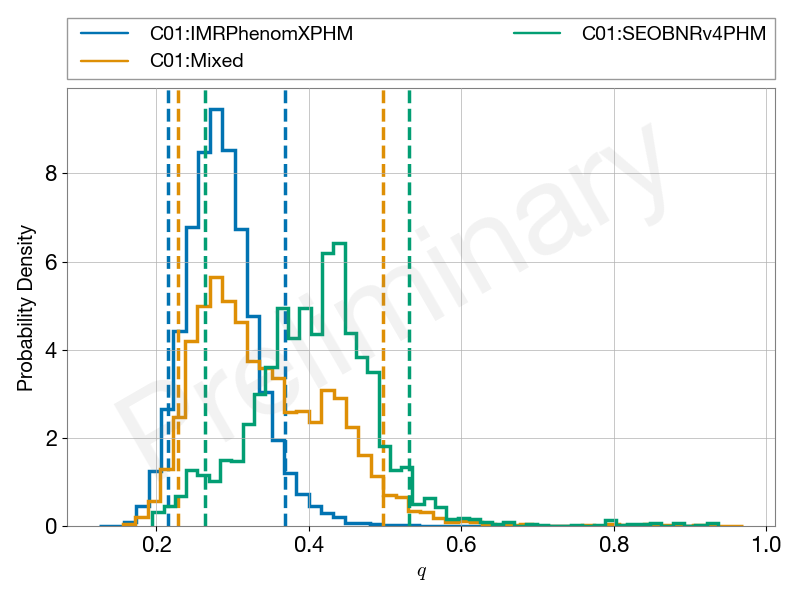 C01:IMRPhenomXPHM
C01:Mixed
C01:SEOBNRv4PHM
Preliminary
Probability Density
8
6
4
2
0
0.2 0.4 0.6 0.8 1.0
q